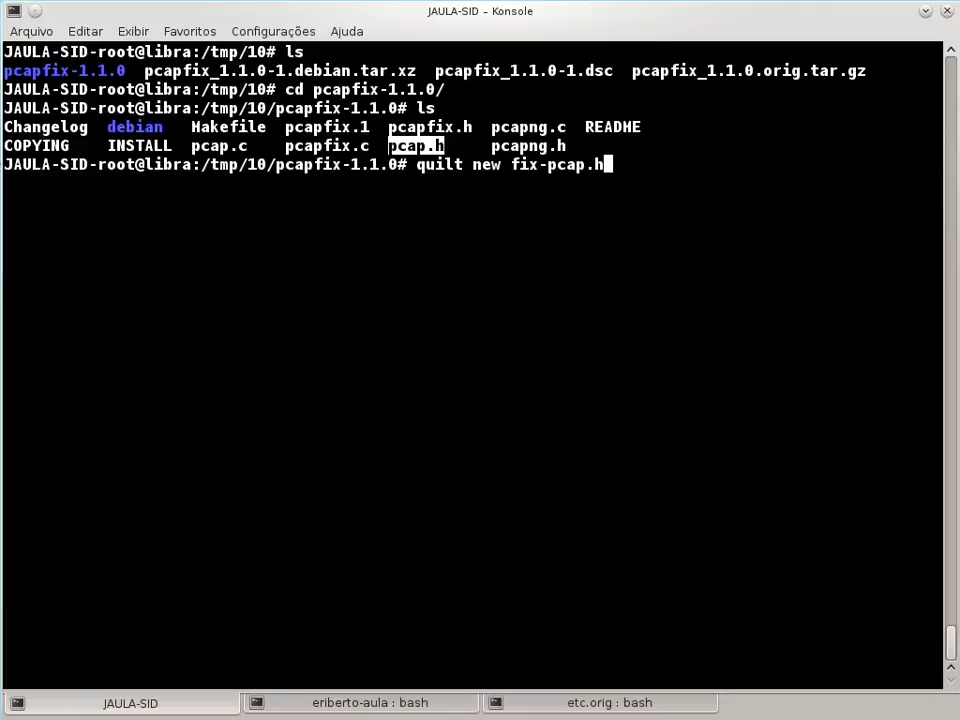 JAULA-SID – Konsole
Arquivo Editar Exibir Favoritos Configurações Ajuda
JAULA-SID-root@libra:/tmp/10# ls
pcapfix-1.1.0 pcapfix_1.1.0-1.debian.tar.xz pcapfix_1.1.0-1.dsc pcapfix_1.1.0.orig.tar.gz
JAULA-SID-root@libra:/tmp/10# cd pcapfix-1.1.0/
JAULA-SID-root@libra:/tmp/10/pcapfix-1.1.0# ls
Changelog debian Makefile pcapfix.1 pcapfix.h pcapng.c README
COPYING INSTALL pcap.c pcapfix.c pcap.h pcapng.h
JAULA-SID-root@libra:/tmp/10/pcapfix-1.1.0# quilt new fix-pcap.h
JAULA-SID eriberto-aula : bash etc.orig : bash